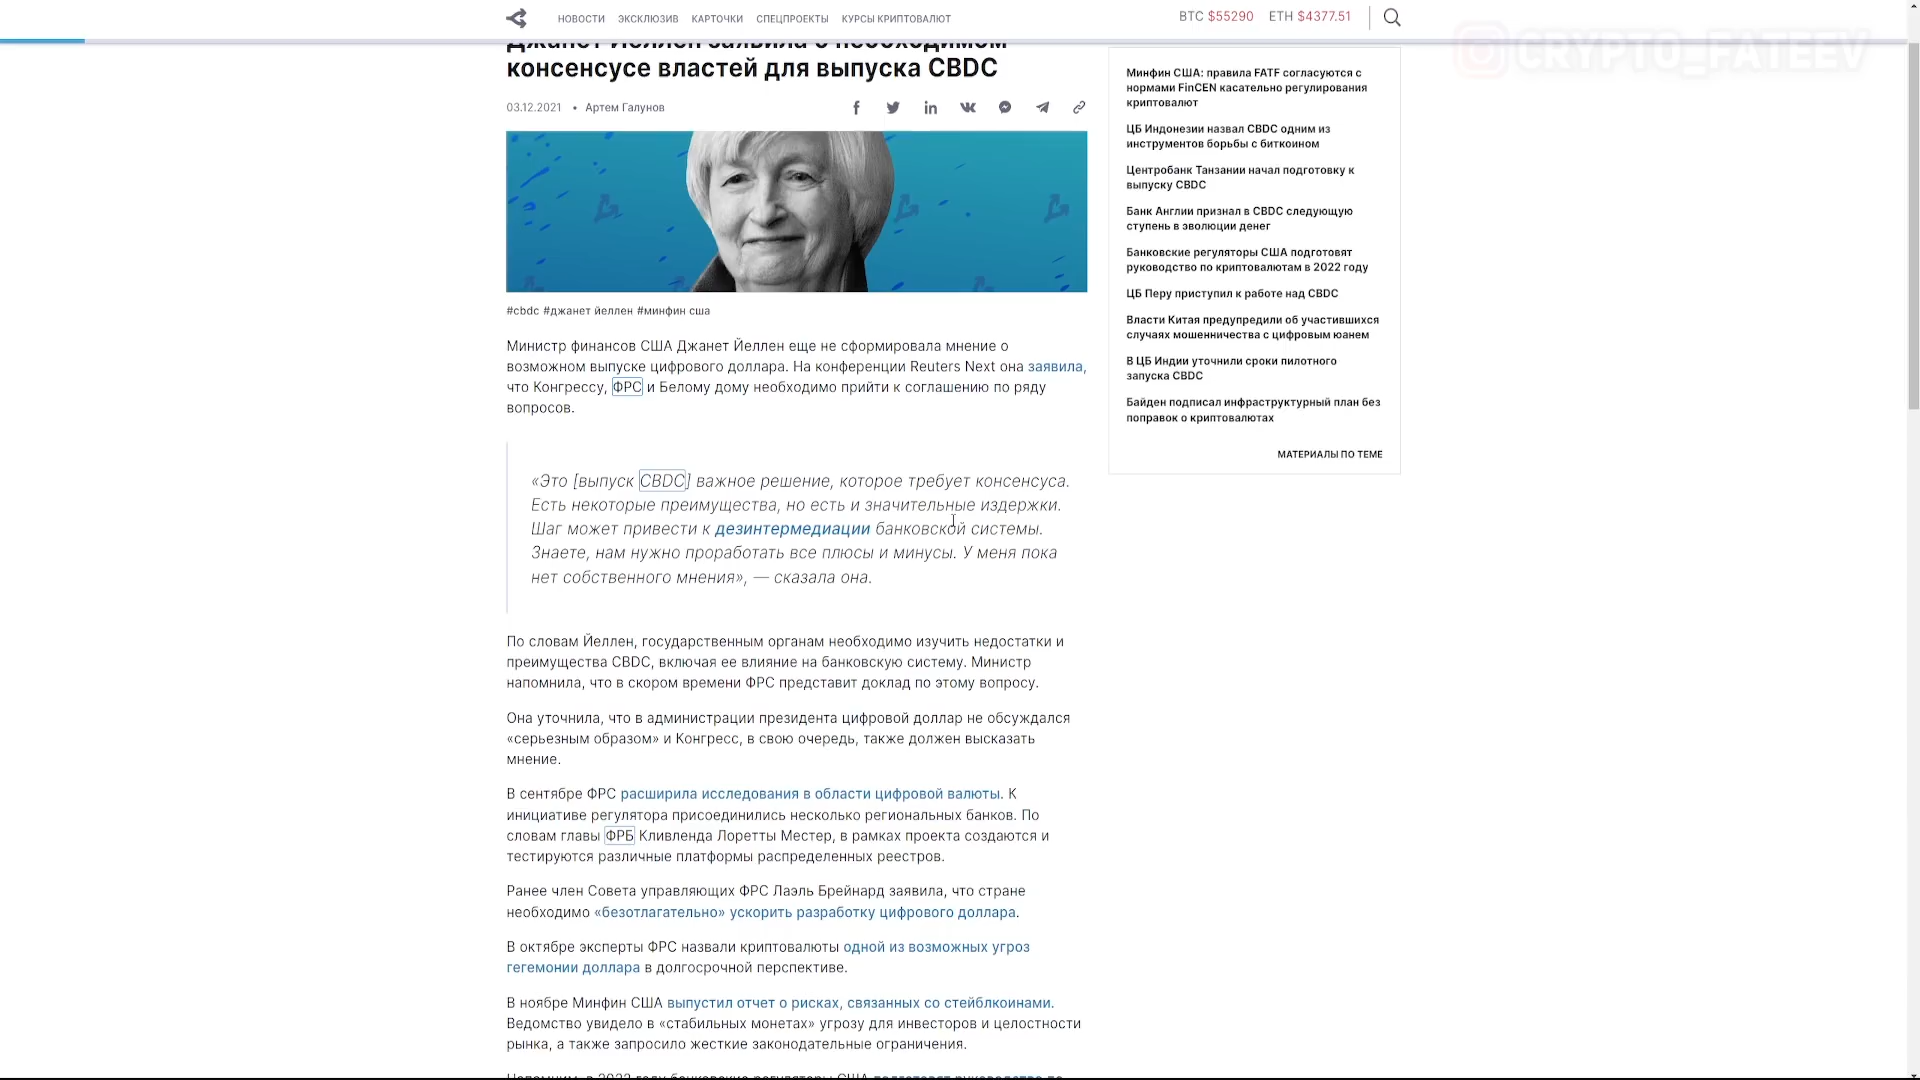 НОВОСТИ ЭКСКЛЮЗИВ КАРТОЧКИ СПЕЦПРОЕКТЫ КУРСЫ КРИПТОВАЛЮТ
BTC $55290 ETH $4377.51
CRYPTO_FATEEV
Джанет Йеллен заявила о необходимом
консенсусе властей для выпуска CBDC
03.12.2021 • Артем Галунов
#cbdc #джанет йеллен #минфин сша
Министр финансов США Джанет Йеллен еще не сформировала мнение о
возможном выпуске цифрового доллара. На конференции Reuters Next она заявила,
что Конгрессу, ФРС и Белому дому необходимо прийти к соглашению по ряду
вопросов.
«Это [выпуск CBDC] важное решение, которое требует консенсуса.
Есть некоторые преимущества, но есть и значительные издержки.
Шаг может привести к дезинтермедиации банковской системы.
Знаете, нам нужно проработать все плюсы и минусы. У меня пока
нет собственного мнения», — сказала она.
По словам Йеллен, государственным органам необходимо изучить недостатки и
преимущества CBDC, включая ее влияние на банковскую систему. Министр
напомнила, что в скором времени ФРС представит доклад по этому вопросу.
Она уточнила, что в администрации президента цифровой доллар не обсуждался
«серьезным образом» и Конгресс, в свою очередь, также должен высказать
мнение.
В сентябре ФРС расширила исследования в области цифровой валюты. К
инициативе регулятора присоединились несколько региональных банков. По
словам главы ФРБ Кливленда Лоретты Местер, в рамках проекта создаются и
тестируются различные платформы распределенных реестров.
Ранее член Совета управляющих ФРС Лаэль Брейнард заявила, что стране
необходимо «безотлагательно» ускорить разработку цифрового доллара.
В октябре эксперты ФРС назвали криптовалюты одной из возможных угроз
гегемонии доллара в долгосрочной перспективе.
В ноябре Минфин США выпустил отчет о рисках, связанных со стейблкоинами.
Ведомство увидело в «стабильных монетах» угрозу для инвесторов и целостности
рынка, а также запросило жесткие законодательные ограничения.
Напомним, в 2022 году банковские регуляторы США подготовят руководство по
Минфин США: правила FATF согласуются с
нормами FinCEN касательно регулирования
криптовалют
ЦБ Индонезии назвал CBDC одним из
инструментов борьбы с биткоином
Центробанк Танзании начал подготовку к
выпуску CBDC
Банк Англии признал в CBDC следующую
ступень в эволюции денег
Банковские регуляторы США подготовят
руководство по криптовалютам в 2022 году
ЦБ Перу приступил к работе над CBDC
Власти Китая предупредили об участившихся
случаях мошенничества с цифровым юанем
В ЦБ Индии уточнили сроки пилотного
запуска CBDC
Байден подписал инфраструктурный план без
поправок о криптовалютах
МАТЕРИАЛЫ ПО ТЕМЕ